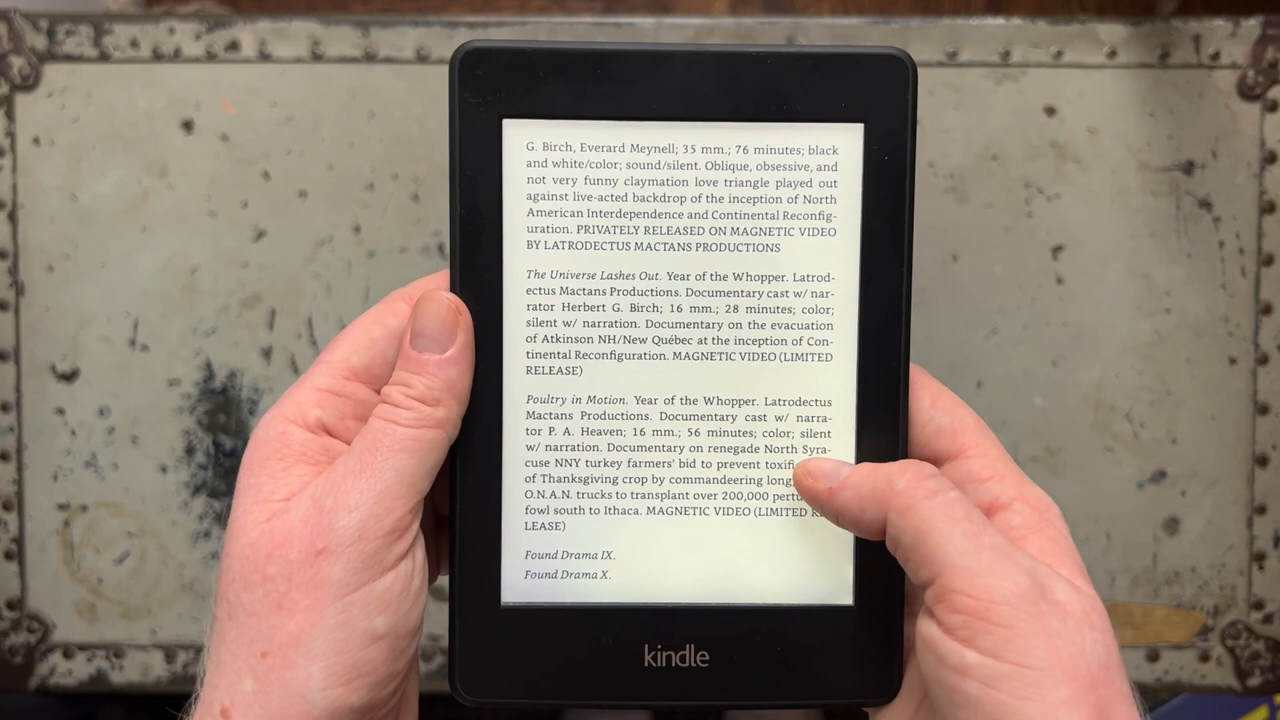 G. Birch, Everard Meynell; 35 mm.; 76 minutes; black
and white/color; sound/silent. Oblique, obsessive, and
not very funny claymation love triangle played out
against live-acted backdrop of the inception of North
American Interdependence and Continental Reconfig-
uration. PRIVATELY RELEASED ON MAGNETIC VIDEO
BY LATRODECTUS MACTANS PRODUCTIONS
The Universe Lashes Out. Year of the Whopper. Latrod-
ectus Mactans Productions. Documentary cast w/ nar-
rator Herbert G. Birch; 16 mm.; 28 minutes; color;
silent w/ narration. Documentary on the evacuation
of Atkinson NH/New Québec at the inception of Con-
tinental Reconfiguration. MAGNETIC VIDEO (LIMITED
RELEASE)
Poultry in Motion. Year of the Whopper. Latrodectus
Mactans Productions. Documentary cast w/ narra-
tor P. A. Heaven; 16 mm.; 56 minutes; color; silent
w/ narration. Documentary on renegade North Syra-
cuse NNY turkey farmers' bid to prevent
of Thanksgiving crop by commandeering
O.N.A.N. trucks to transplant over 200,000
fowl south to Ithaca. MAGNETIC VIDEO (LIMITED
LEASE)
Found Drama IX.
Found Drama X.
kindle